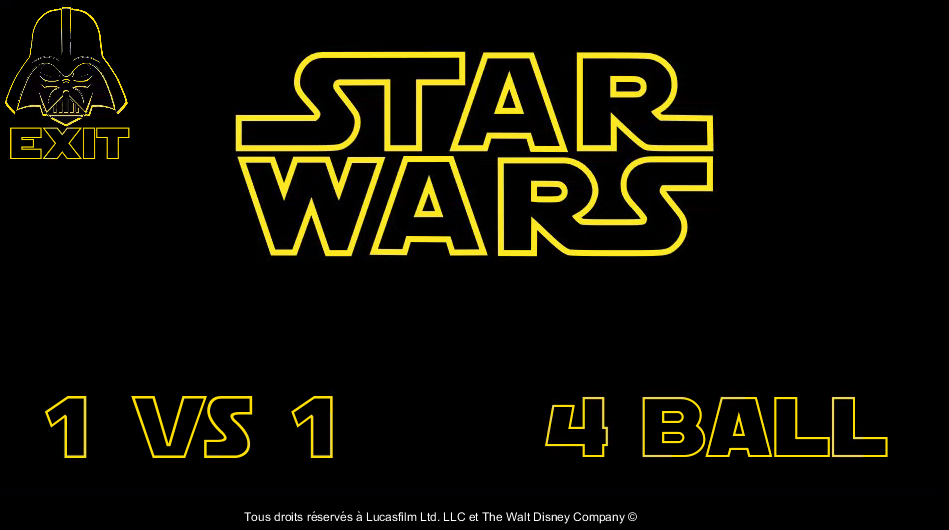 STAR
WARS
EXIT
1 VS 1
4 BALL
Tous droits réservés à Lucasfilm Ltd. LLC et The Walt Disney Company ©